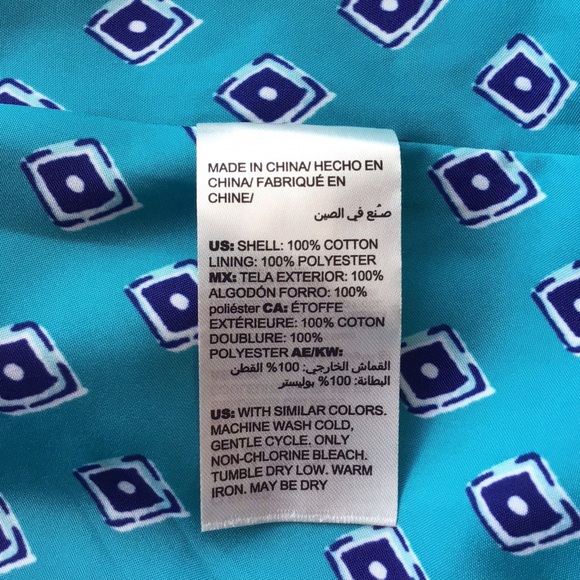 MADE IN CHINA/ HECHO EN
CHINA/ FABRIQUÉ EN
CHINE/
صُنع في الصين
US: SHELL: 100% COTTON
LINING: 100% POLYESTER
MX: TELA EXTERIOR: 100%
ALGODÓN FORRO: 100%
poliéster CA: ÉTOFFE
EXTÉRIEURE: 100% COTON
DOUBLURE: 100%
POLYESTER AE/KW:
القماش الخارجي: 100% القطن
البطانة: 100% بوليستر
US: WITH SIMILAR COLORS.
MACHINE WASH COLD,
GENTLE CYCLE. ONLY
NON-CHLORINE BLEACH.
TUMBLE DRY LOW. WARM
IRON. MAY BE DRY